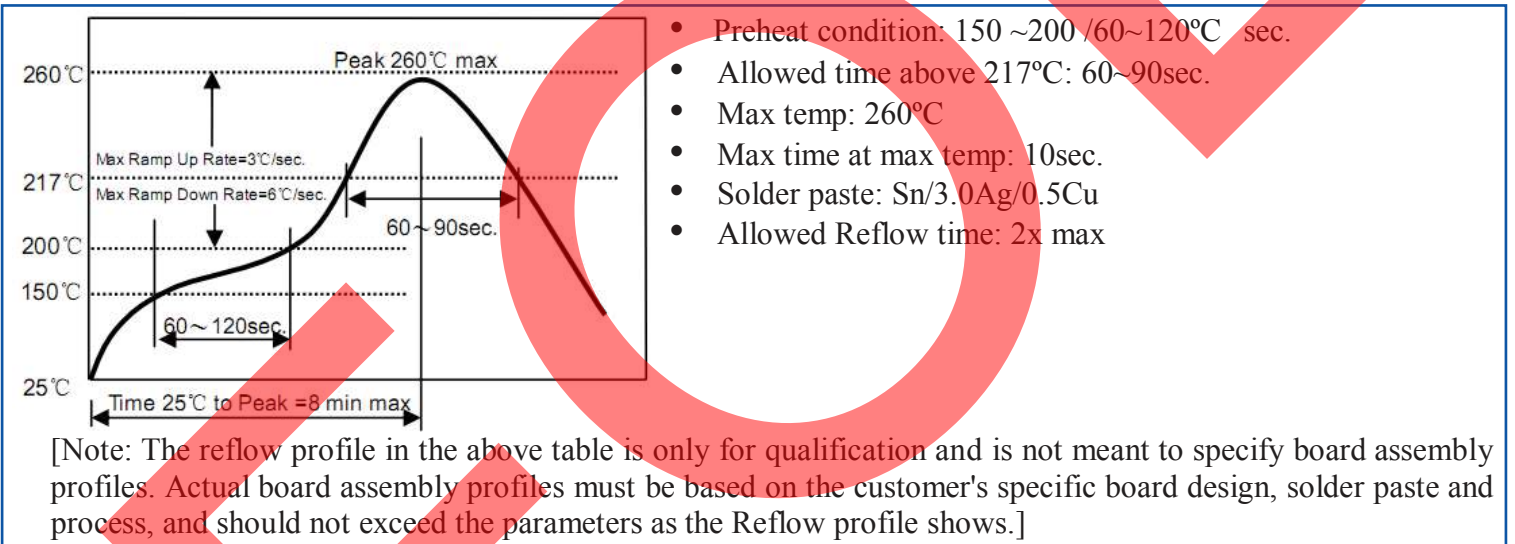 Peak 260℃ max
260℃
Max Ramp Up Rate=3℃/sec.
217℃
Max Ramp Down Rate=6℃/sec.
60～90sec.
200℃
150℃
60～120sec.
25℃
Time 25℃ to Peak =8 min max
• Preheat condition: 150 ~200 /60~120ºC sec.
• Allowed time above 217ºC: 60~90sec.
• Max temp: 260ºC
• Max time at max temp: 10sec.
• Solder paste: Sn/3.0Ag/0.5Cu
• Allowed Reflow time: 2x max
[Note: The reflow profile in the above table is only for qualification and is not meant to specify board assembly
profiles. Actual board assembly profiles must be based on the customer's specific board design, solder paste and
process, and should not exceed the parameters as the Reflow profile shows.]